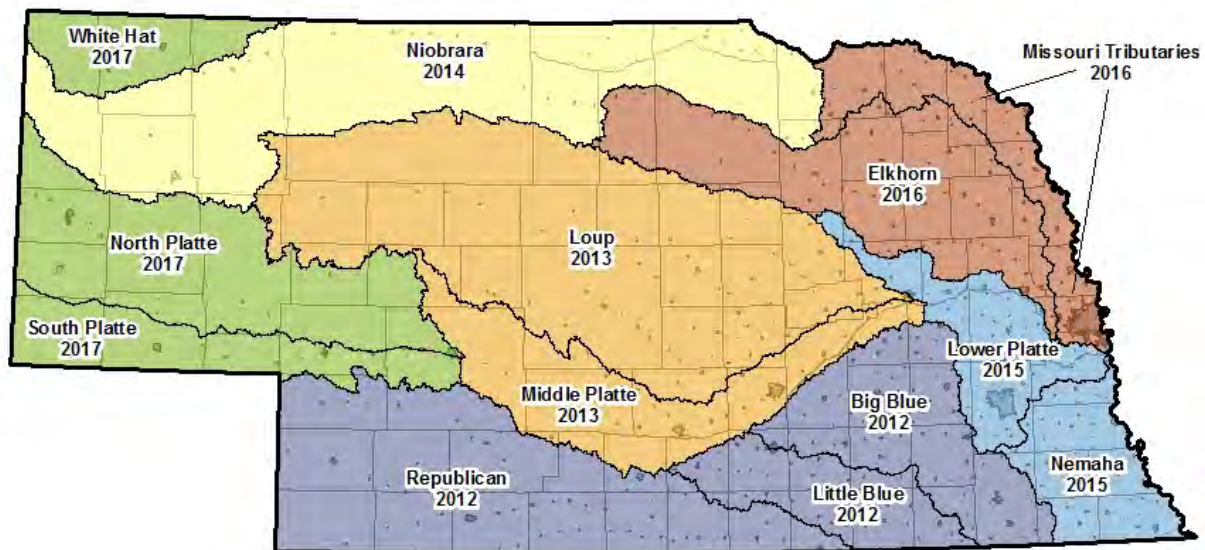 White Hat
2017
Niobrara
2014
Missouri Tributaries
2016
Elkhorn
2016
North Platte
2017
Loup
2013
South Platte
2017
Lower Platte
2015
Middle Platte
2013
Big Blue
2012
Republican
2012
Little Blue
2012
Nemaha
2015